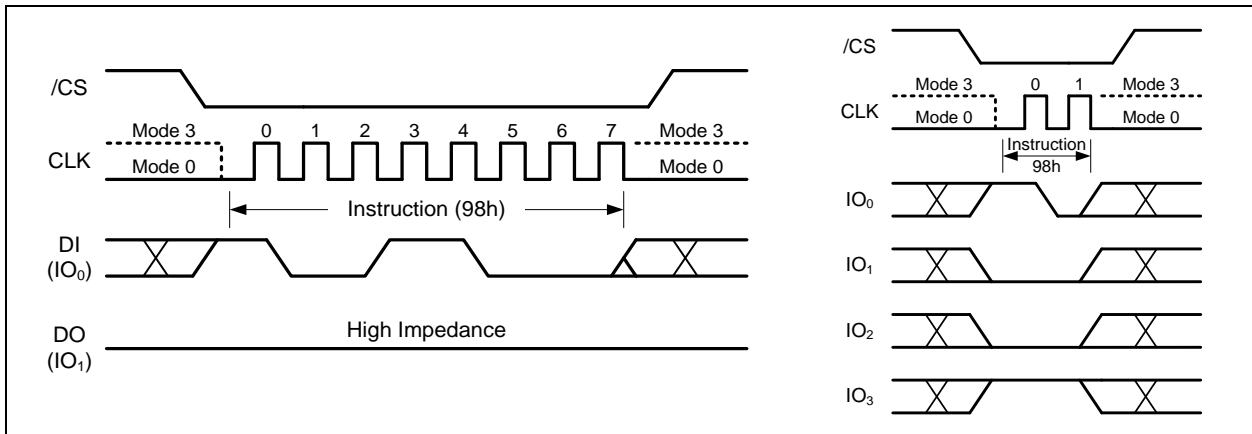 /CS
Mode 3
0 1 2 3 4 5 6 7
Mode 3
CLK
Mode 0
Mode 0
Instruction (98h)
DI
(IO₀)
High Impedance
DO
(IO₁)
/CS
Mode 3
0 1
Mode 3
CLK
Mode 0
Mode 0
Instruction
98h
IO₀
IO₁
IO₂
IO₃